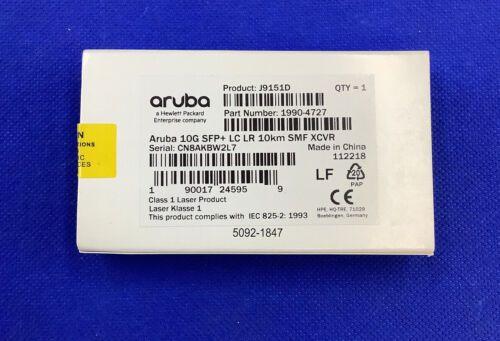 aruba
a Hewlett Packard
Enterprise company
Product: J9151D QTY = 1
Part Number: 1990-4727
Aruba 10G SFP+ LC LR 10km SMF XCVR
Serial: CN8AKBW2L7 Made in China
112218
LF
20
PAP
1 90017 24595 9
Class 1 Laser Product
Laser Klasse 1
This product complies with IEC 825-2: 1993
HPE, HQ-TRE, 71028
Boeblingen, Germany
5092-1847